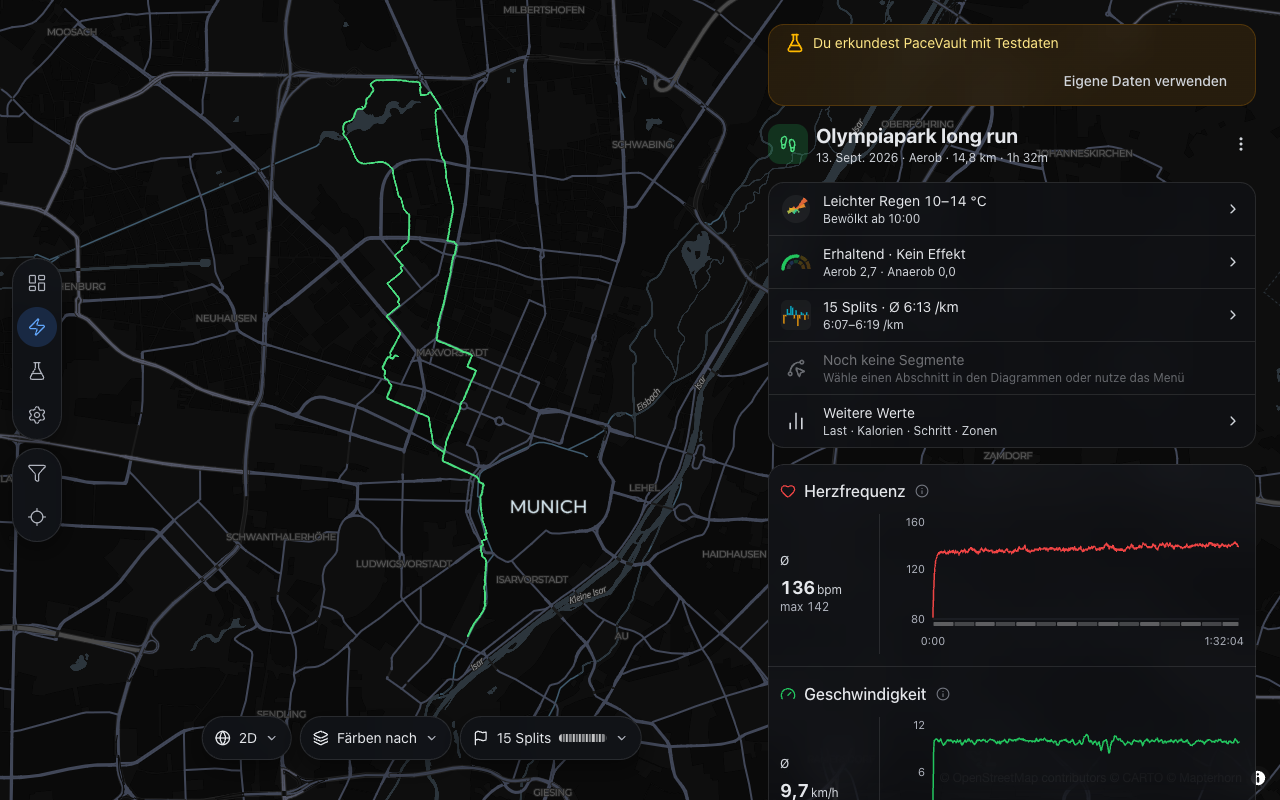 MILBERTSHOFEN
MOOSACH
SCHWABING
OBERFÖHRING
JOHANNESKIRCHEN
Isar
NEUHAUSEN
MAXVORSTADT
Eisbach
Isar
ZAMDORF
MUNICH
LEHEL
SCHWANTHALERHÖHE
LUDWIGSVORSTADT
ISARVORSTADT
HAIDHAUSEN
Kleine Isar
AU
Isar
SENDLING
GIESING
2D
Färben nach
15 Splits
Du erkundest PaceVault mit Testdaten
Eigene Daten verwenden
Olympiapark long run
13. Sept. 2026 · Aerob · 14,8 km · 1h 32m
Leichter Regen 10–14 °C
Bewölkt ab 10:00
Erhaltend · Kein Effekt
Aerob 2,7 · Anaerob 0,0
15 Splits · Ø 6:13 /km
6:07–6:19 /km
Noch keine Segmente
Wähle einen Abschnitt in den Diagrammen oder nutze das Menü
Weitere Werte
Last · Kalorien · Schritt · Zonen
Herzfrequenz
Ø
136 bpm
max 142
160
120
80
0:00
1:32:04
Geschwindigkeit
Ø
9,7 km/h
12
6
© OpenStreetMap contributors © CARTO © Mapterhorn